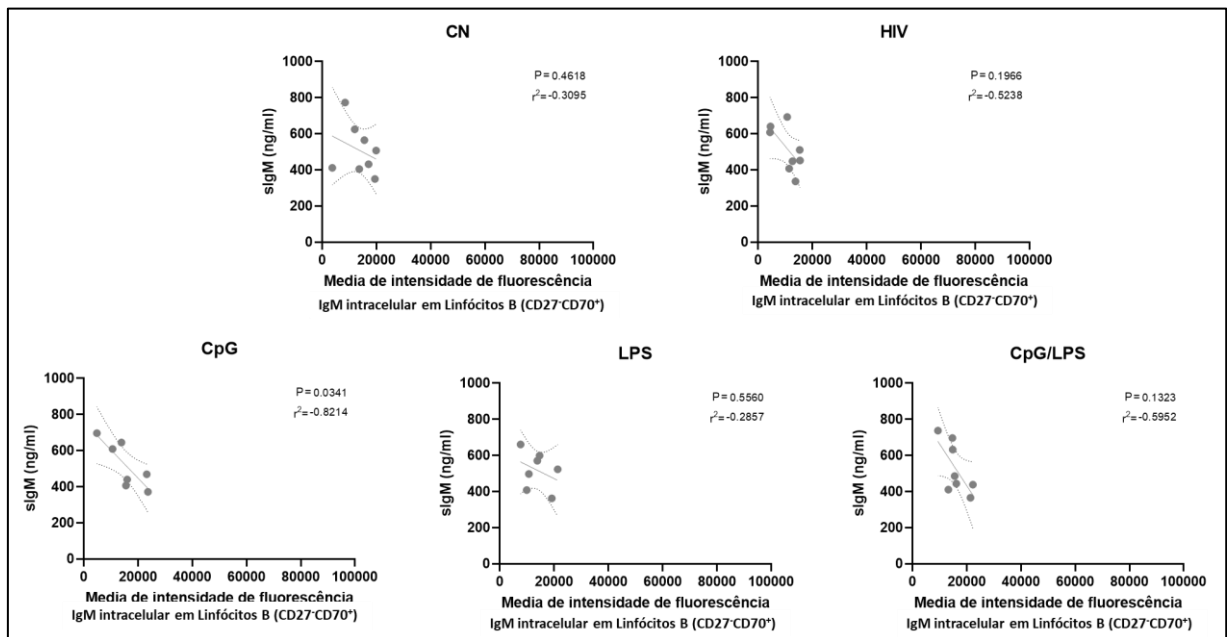 CN
P = 0.4618
r²=-0.3095
1000
800
600
400
200
0
sIgM (ng/ml)
0 20000 40000 60000 80000 100000
Media de intensidade de fluorescência
IgM intracelular em Linfócitos B (CD27⁻CD70⁺)
HIV
P = 0.1966
r²=-0.5238
1000
800
600
400
200
0
sIgM (ng/ml)
0 20000 40000 60000 80000 100000
Media de intensidade de fluorescência
IgM intracelular em Linfócitos B (CD27⁻CD70⁺)
CpG
P = 0.0341
r²=-0.8214
1000
800
600
400
200
0
sIgM (ng/ml)
0 20000 40000 60000 80000 100000
Media de intensidade de fluorescência
IgM intracelular em Linfócitos B (CD27⁻CD70⁺)
LPS
P = 0.5560
r²=-0.2857
1000
800
600
400
200
0
sIgM (ng/ml)
0 20000 40000 60000 80000 100000
Media de intensidade de fluorescência
IgM intracelular em Linfócitos B (CD27⁻CD70⁺)
CpG/LPS
P = 0.1323
r²=-0.5952
1000
800
600
400
200
0
sIgM (ng/ml)
0 20000 40000 60000 80000 100000
Media de intensidade de fluorescência
IgM intracelular em Linfócitos B (CD27⁻CD70⁺)